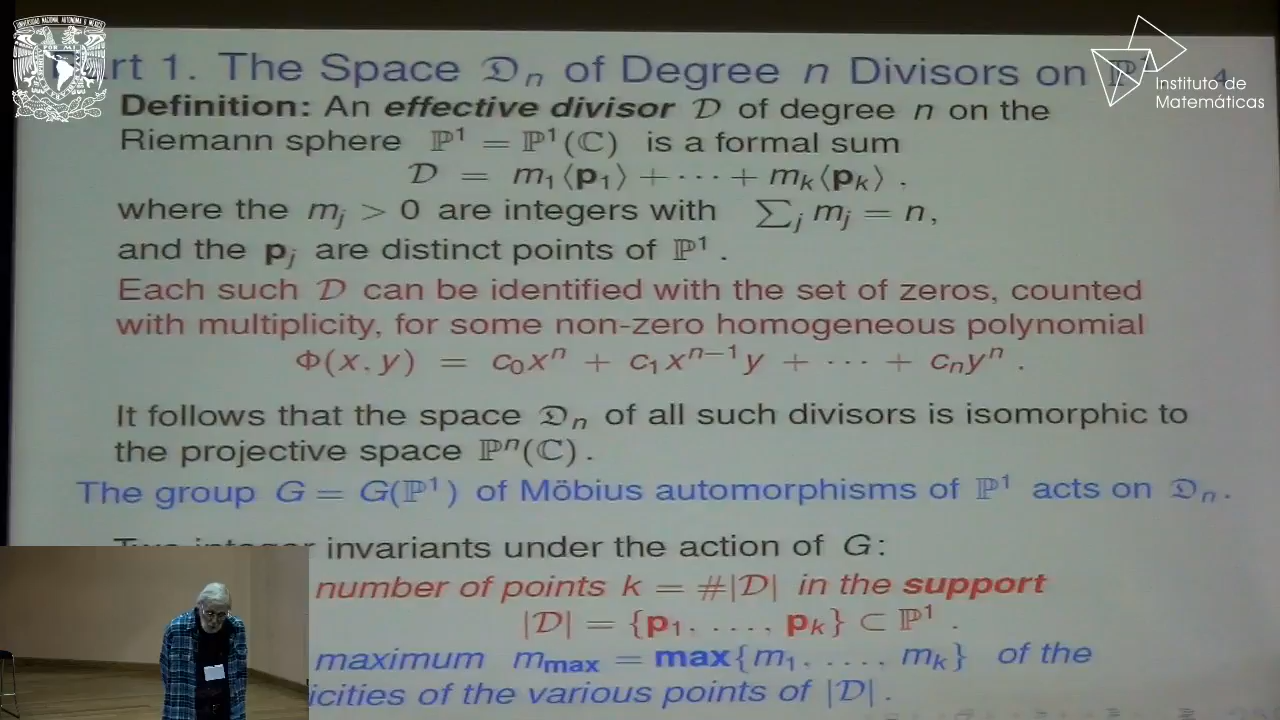 rt 1. The Space 𝔇n of Degree n Divisors on ℙ¹
4
Instituto de
Matemáticas
Definition: An effective divisor 𝒟 of degree n on the
Riemann sphere ℙ¹ = ℙ¹(ℂ) is a formal sum
𝒟 = m₁⟨p₁⟩ + ··· + mₖ⟨pₖ⟩ .
where the mⱼ > 0 are integers with ∑ⱼ mⱼ = n,
and the pⱼ are distinct points of ℙ¹ .
Each such 𝒟 can be identified with the set of zeros, counted
with multiplicity, for some non-zero homogeneous polynomial
Φ(x. y) = c₀xⁿ + c₁xⁿ⁻¹y + ··· + cₙyⁿ .
It follows that the space 𝔇ₙ of all such divisors is isomorphic to
the projective space ℙⁿ(ℂ).
The group G = G(ℙ¹) of Möbius automorphisms of ℙ¹ acts on 𝔇ₙ.
Two integer invariants under the action of G:
number of points k = #|𝒟| in the support
|𝒟| = {p₁. . . . , pₖ} ⊂ ℙ¹ .
maximum mmax = max{m₁, . . . , mₖ} of the
icities of the various points of |𝒟|.